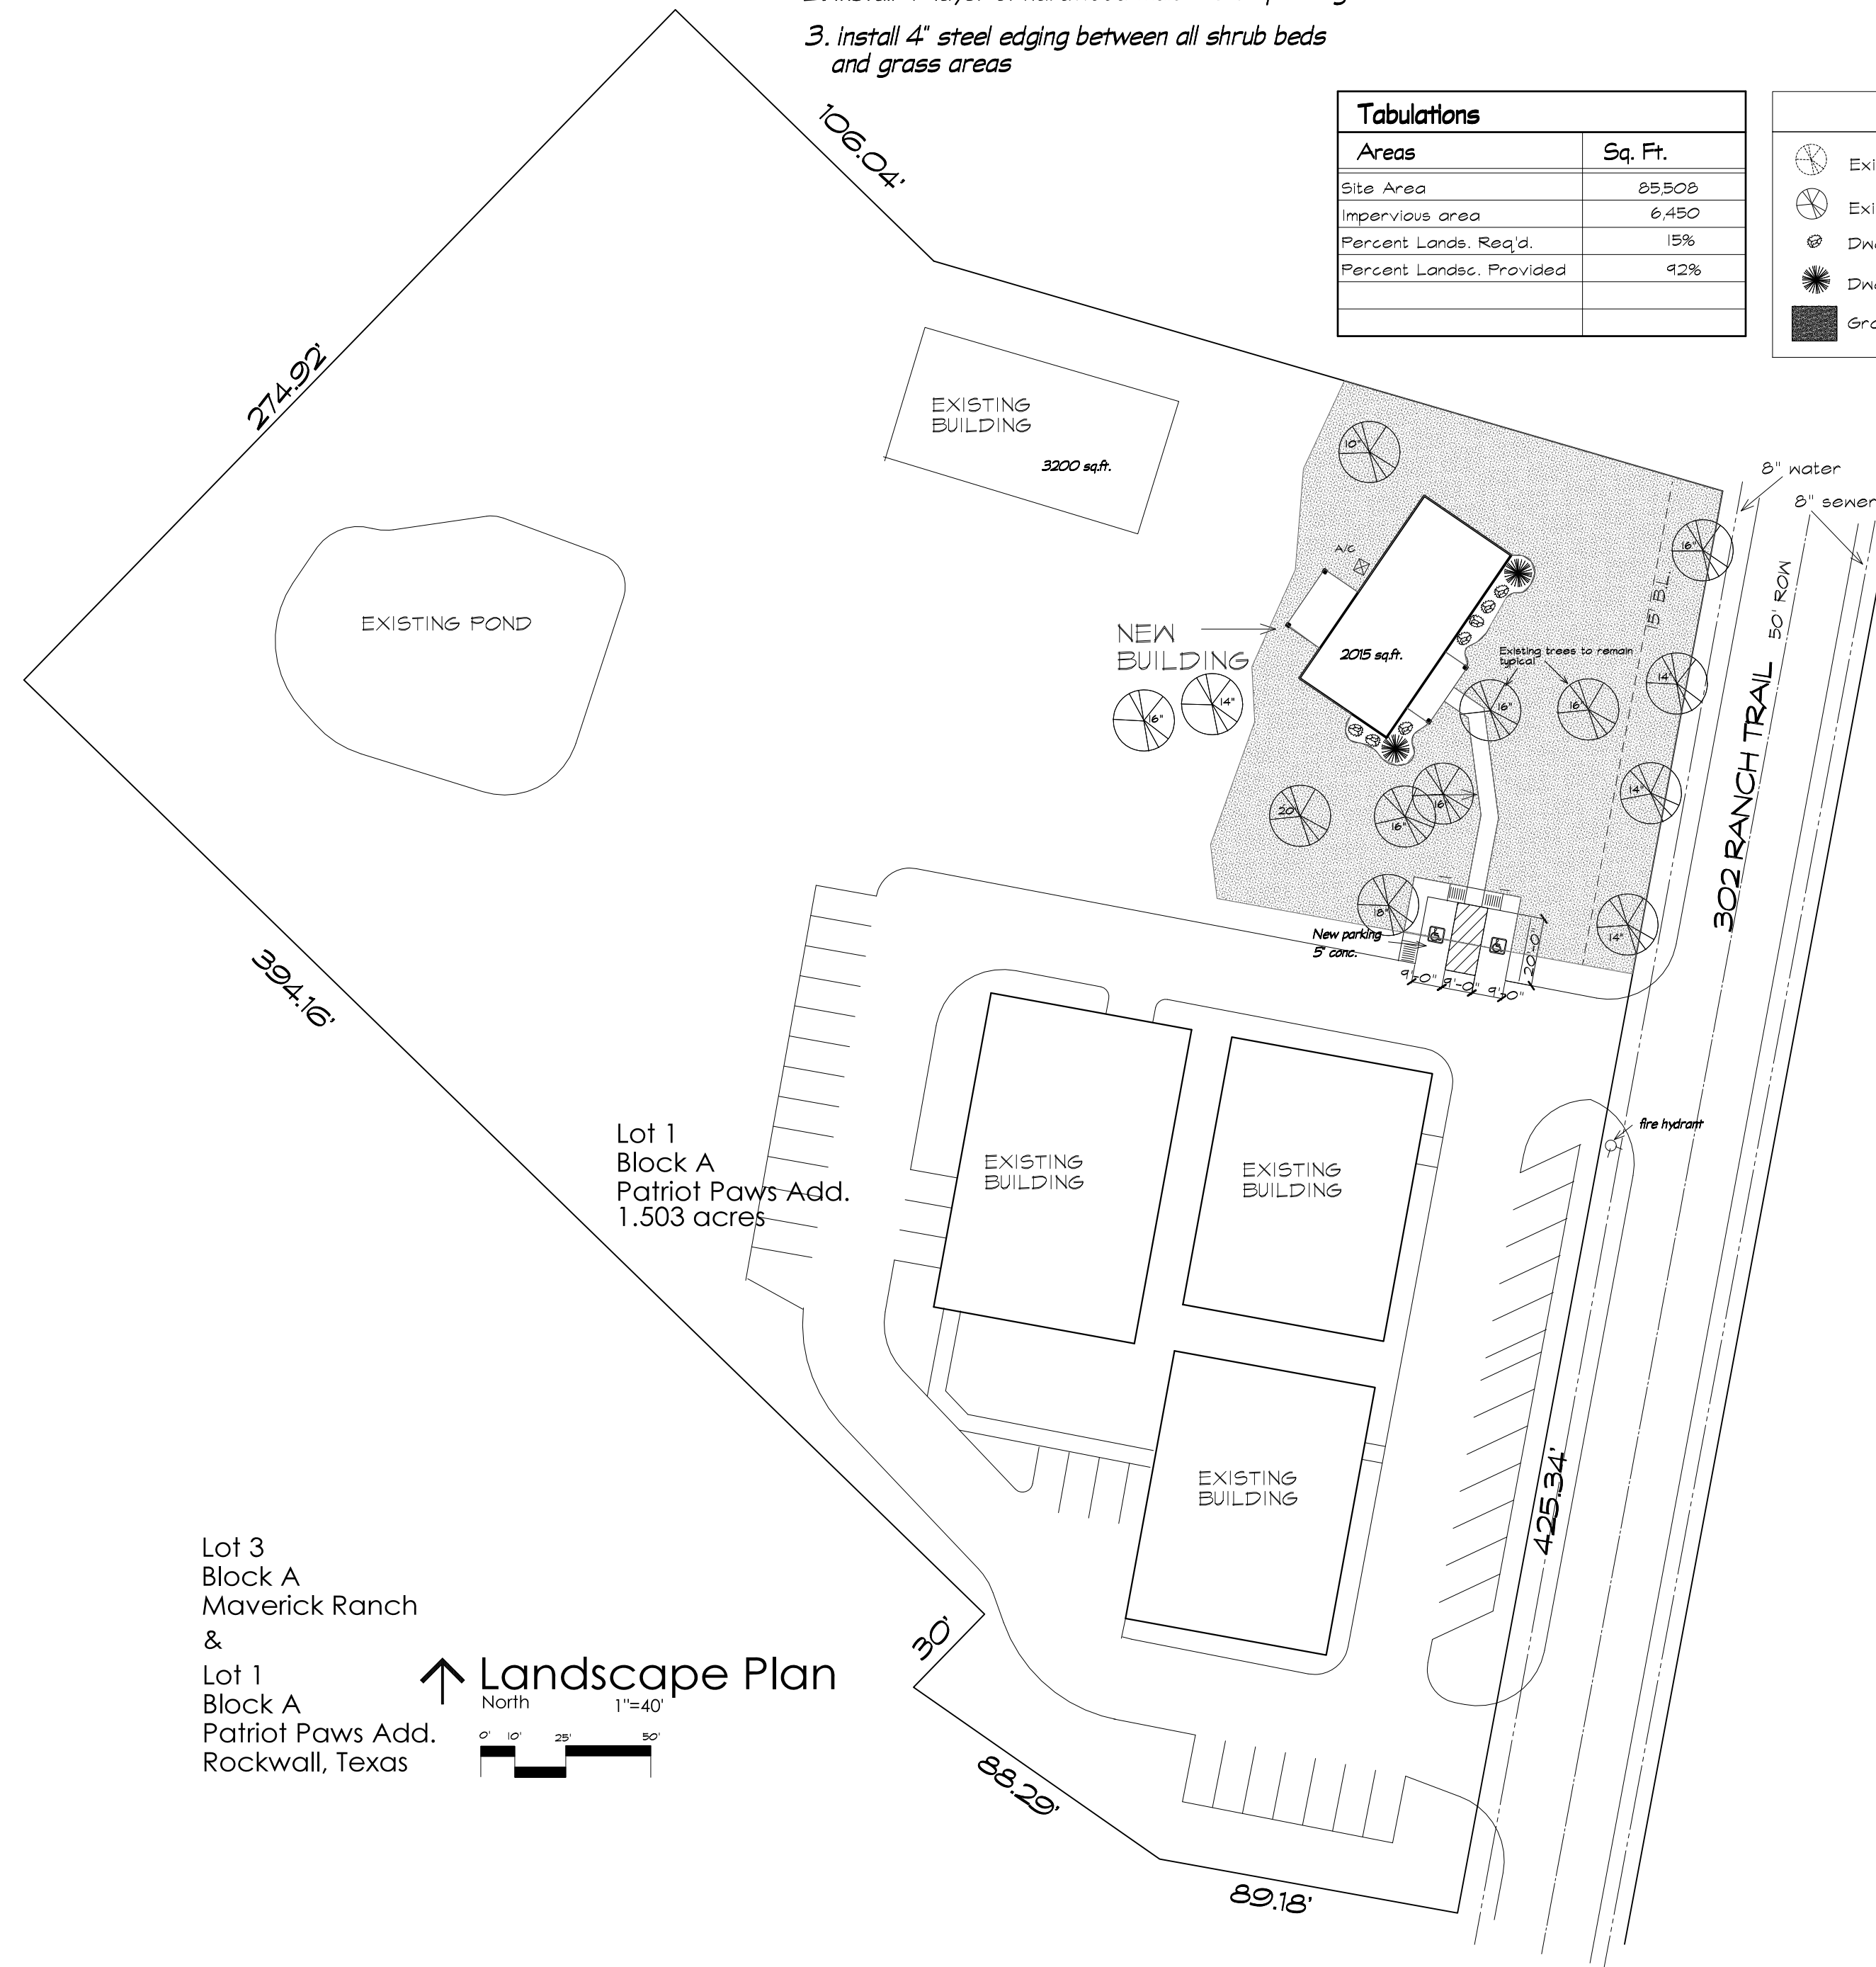 3. install 4" steel edging between all shrub beds
and grass areas
Tabulations
Areas Sq. Ft.
Site Area 85,508
Impervious area 6,450
Percent Lands. Req'd. 15%
Percent Landsc. Provided 92%
106.04'
274.92'
EXISTING
BUILDING
3200 sq.ft.
10"
8" water
8" sewer
16"
A/C
15' B.L.
50' ROW
EXISTING POND
NEW
BUILDING
2015 sq.ft.
Existing trees to remain
typical
14"
16"
14"
16"
16"
302 RANCH TRAIL
14"
20"
16"
16"
18"
14"
New parking
5" conc.
20'-0"
9'-0"
9'-0"
9'-0"
394.16'
fire hydrant
Lot 1
Block A
Patriot Paws Add.
1.503 acres
EXISTING
BUILDING
EXISTING
BUILDING
EXISTING
BUILDING
425.34'
Lot 3
Block A
Maverick Ranch
&
Lot 1
Block A
Patriot Paws Add.
Rockwall, Texas
30'
Landscape Plan
North 1"=40'
0' 10' 25' 50'
88.29'
89.18'